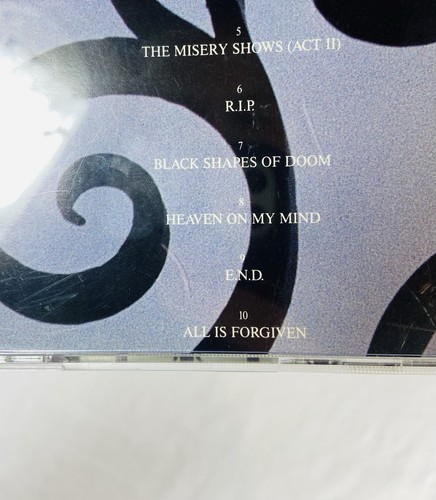 5
THE MISERY SHOWS (ACT II)
6
R.I.P.
7
BLACK SHAPES OF DOOM
8
HEAVEN ON MY MIND
9
E.N.D.
10
ALL IS FORGIVEN